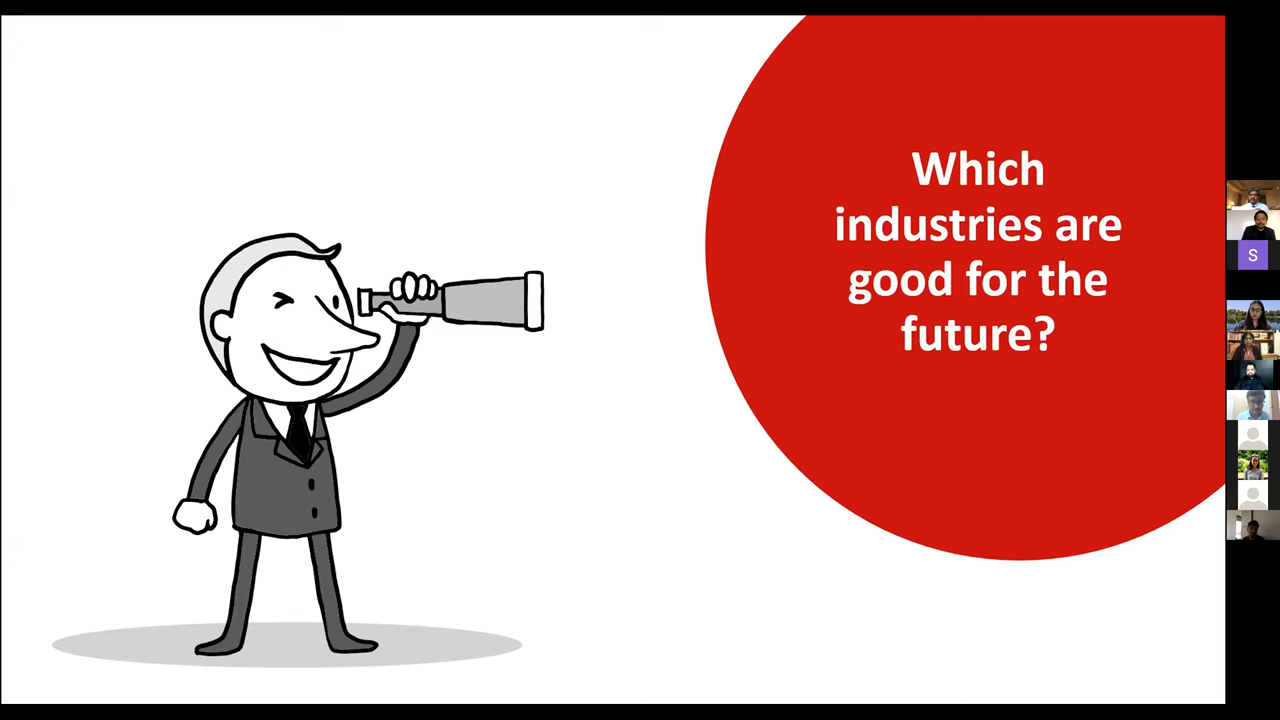 Which
industries are
good for the
future?
S